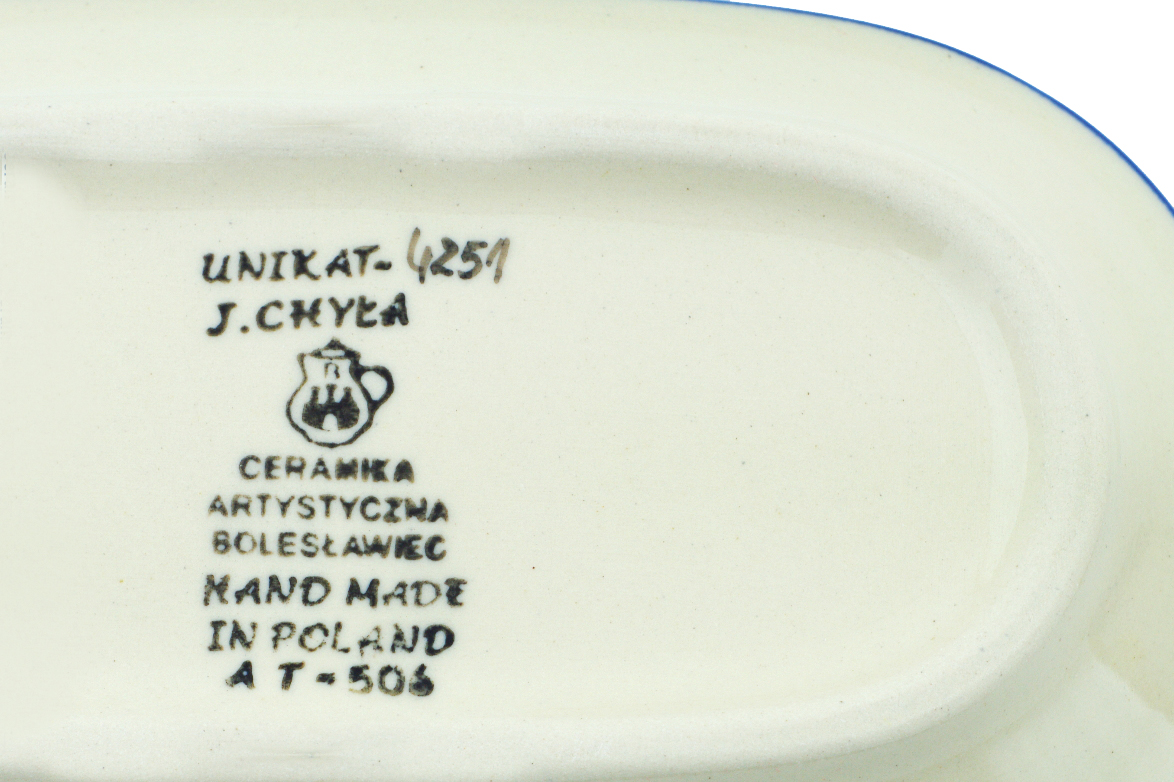 UNIKAT- 4251
J. CHYŁA
B
CERAMIKA
ARTYSTYCZNA
BOLESŁAWIEC
HAND MADE
IN POLAND
AT-506